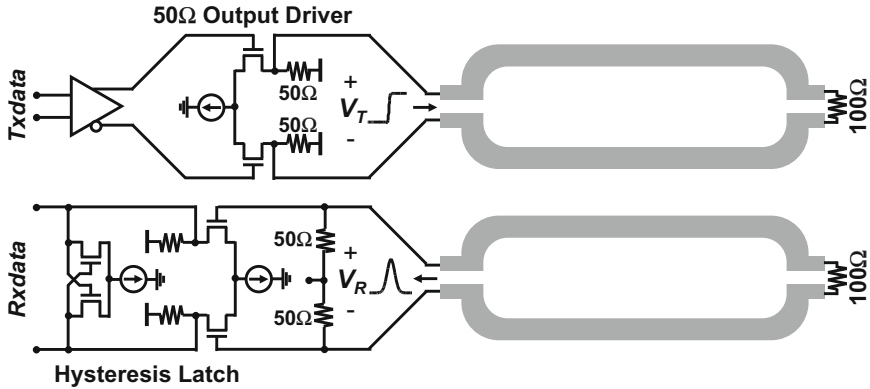 50Ω Output Driver
Txdata
50Ω
50Ω
+
V_T
-
100Ω
Rxdata
50Ω
50Ω
+
V_R
-
100Ω
Hysteresis Latch